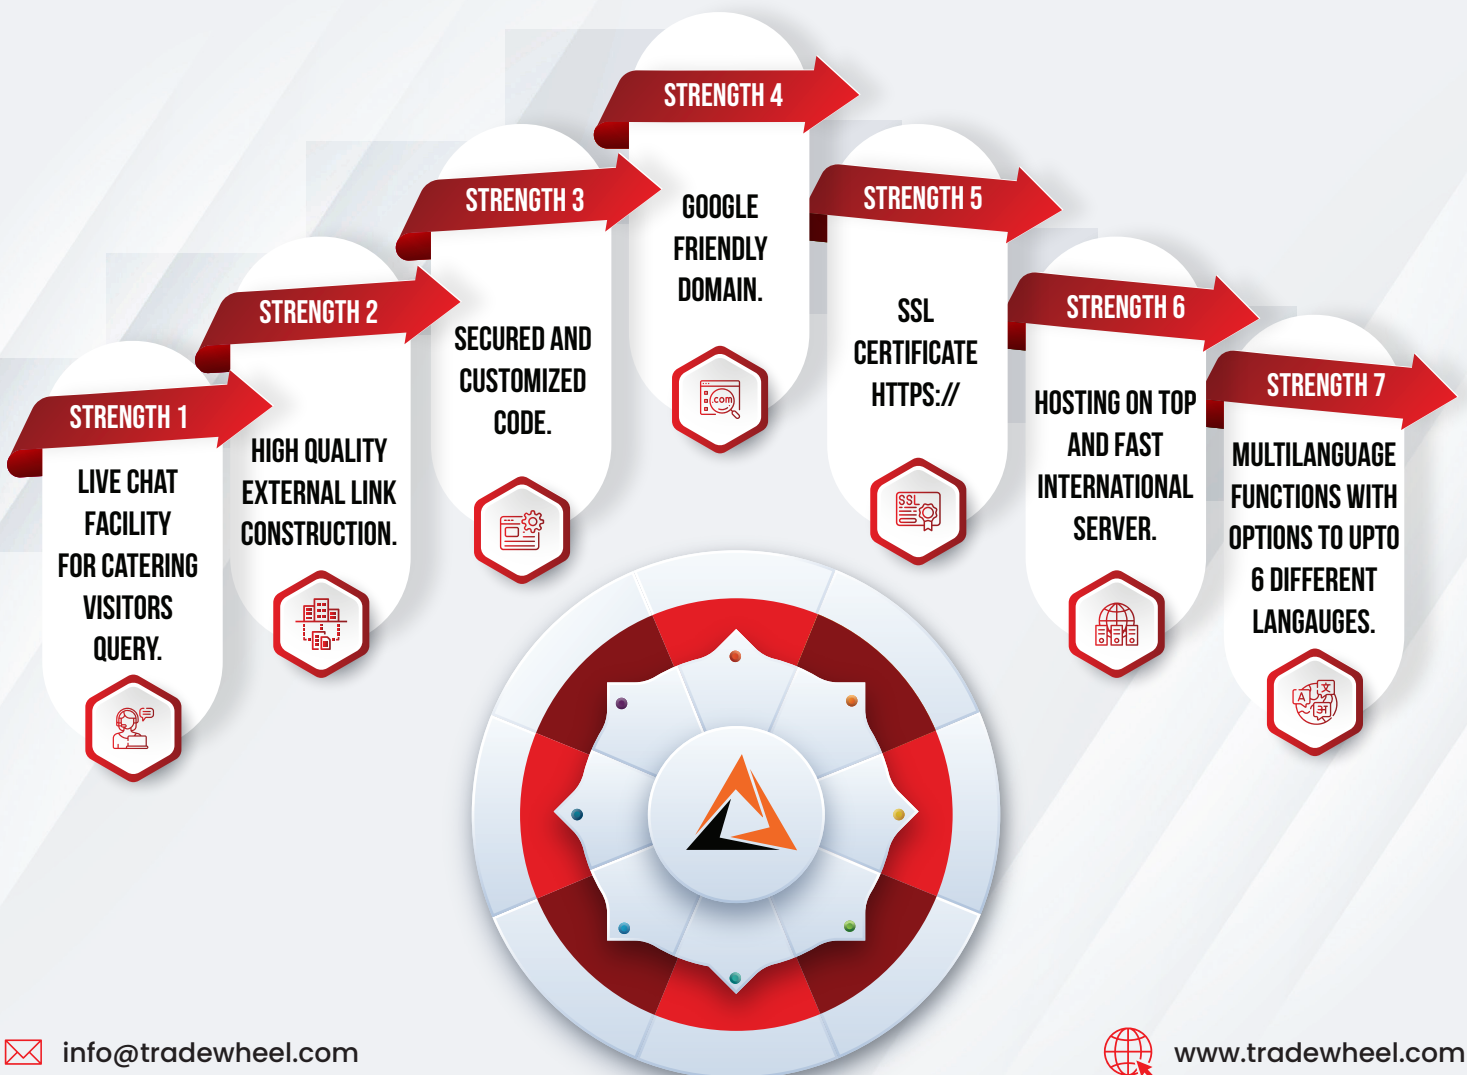 STRENGTH 1
LIVE CHAT
FACILITY
FOR CATERING
VISITORS
QUERY.
STRENGTH 2
HIGH QUALITY
EXTERNAL LINK
CONSTRUCTION.
STRENGTH 3
SECURED AND
CUSTOMIZED
CODE.
STRENGTH 4
GOOGLE
FRIENDLY
DOMAIN.
.com
STRENGTH 5
SSL
CERTIFICATE
HTTPS://
SSL
STRENGTH 6
HOSTING ON TOP
AND FAST
INTERNATIONAL
SERVER.
STRENGTH 7
MULTILANGUAGE
FUNCTIONS WITH
OPTIONS TO UPTO
6 DIFFERENT
LANGAUGES.
A 文
अ
info@tradewheel.com
www.tradewheel.com